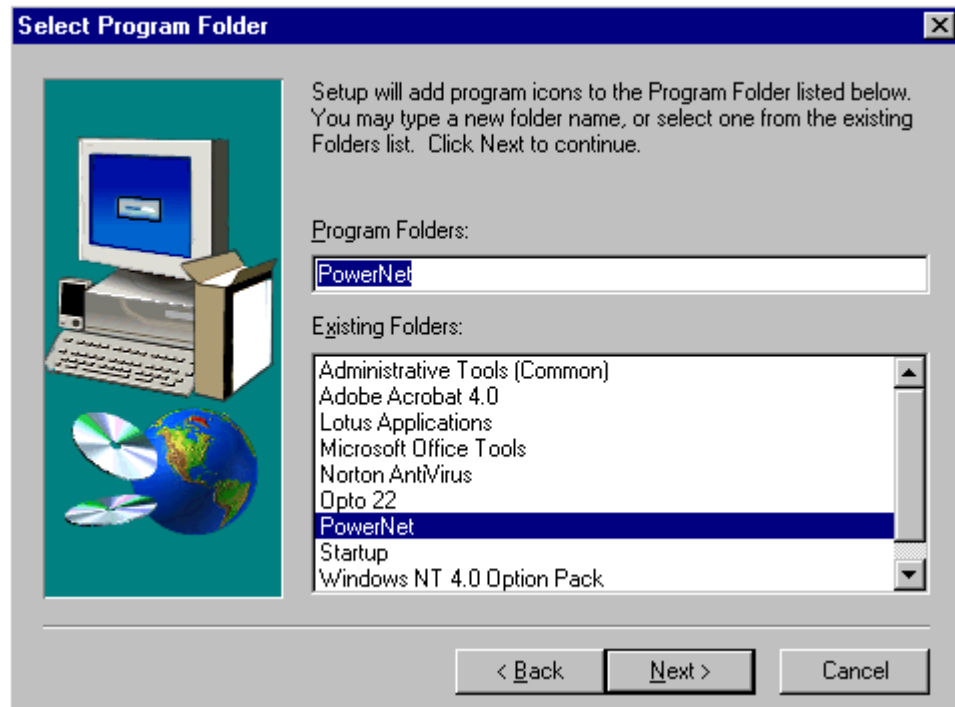 Select Program Folder
Setup will add program icons to the Program Folder listed below.
You may type a new folder name, or select one from the existing
Folders list. Click Next to continue.
Program Folders:
PowerNet
Existing Folders:
Administrative Tools (Common)
Adobe Acrobat 4.0
Lotus Applications
Microsoft Office Tools
Norton AntiVirus
Opto 22
PowerNet
Startup
Windows NT 4.0 Option Pack
< Back
Next >
Cancel